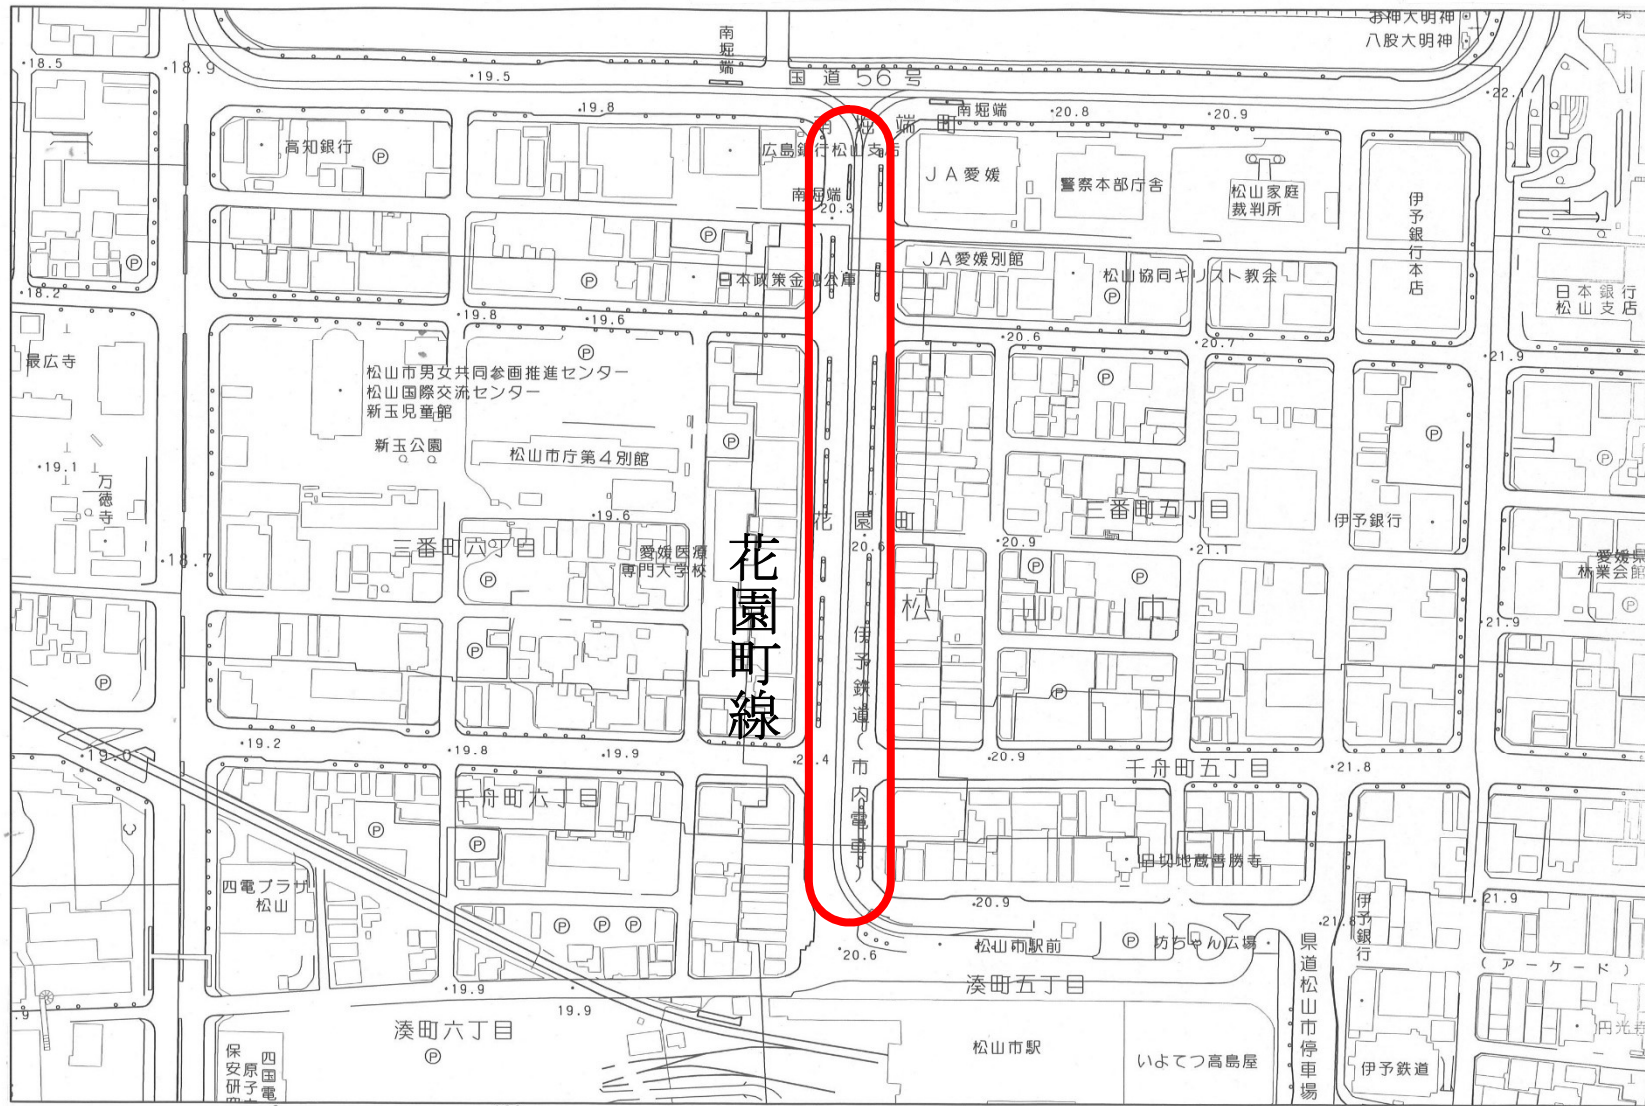 お神大明神
八股大明神
南堀端
国道56号
・18.5
・18.9
・19.5
・19.8
南堀端
・20.8
・20.9
・22.1
南堀端町
高知銀行
Ⓟ
広島銀行松山支店
JA愛媛
警察本部庁舎
松山家庭
裁判所
伊予銀行本店
南堀端
20.3
Ⓟ
Ⓟ
Ⓟ
日本政策金融公庫
JA愛媛別館
松山協同キリスト教会
Ⓟ
日本銀行
松山支店
・18.2
・19.8
・19.6
・20.6
・20.7
・21.9
最広寺
Ⓟ
松山市男女共同参画推進センター
松山国際交流センター
新玉児童館
新玉公園
松山市庁第4別館
Ⓟ
Ⓟ
Ⓟ
Ⓟ
・19.1
万徳寺
・19.6
花園町
三番町五丁目
伊予銀行
・18.7
三番町六丁目
愛媛医療
専門大学校
Ⓟ
・20.6
・20.9
・21.1
Ⓟ
Ⓟ
愛媛県
林業会館
Ⓟ
花園町線
松山市
・21.9
Ⓟ
Ⓟ
Ⓟ
伊予鉄道(市内電車)
・19.0
・19.2
・19.8
・19.9
・20.9
千舟町五丁目
・21.8
千舟町六丁目
Ⓟ
Ⓟ
日切地蔵善勝寺
四電プラザ
松山
Ⓟ
Ⓟ
Ⓟ
・20.9
・21.9
伊予銀行
・20.6
松山市駅前
Ⓟ
坊ちゃん広場
県道松山市停車場
(アーケード)
・19.9
19.9
湊町五丁目
湊町六丁目
Ⓟ
松山市駅
いよてつ高島屋
伊予鉄道
円光寺
保安研
原子
四国電